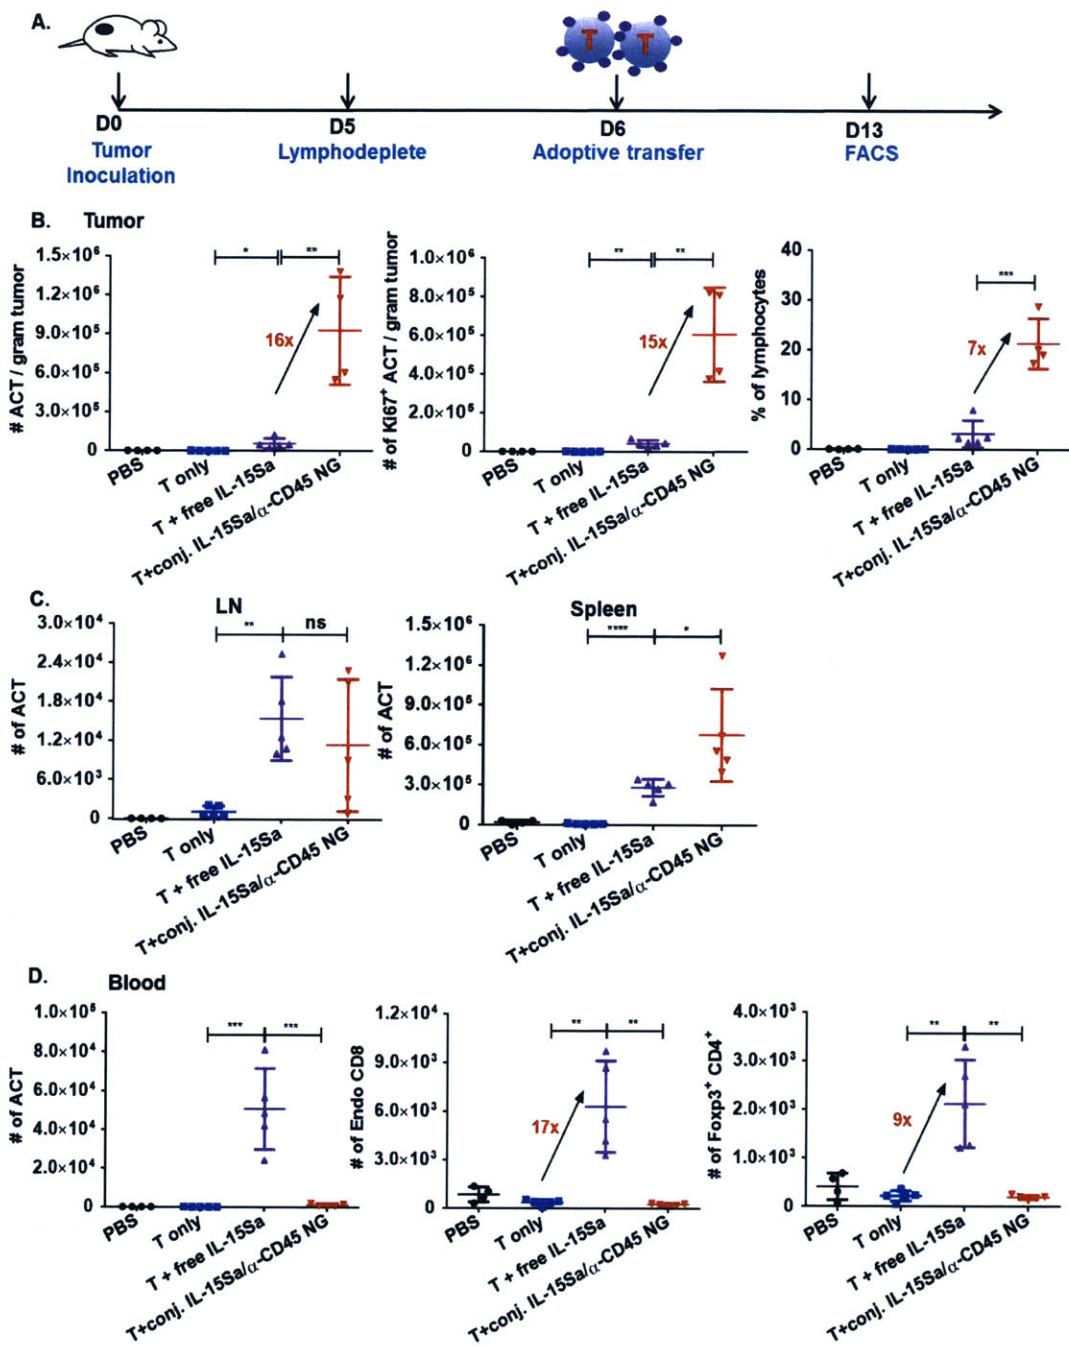 A.
T T
D0 D5 D6 D13
Tumor Inoculation Lymphodeplete Adoptive transfer FACS
B. Tumor
# ACT / gram tumor
1.5×10⁶
1.2×10⁶
9.0×10⁵
6.0×10⁵
3.0×10⁵
0
* **
16x
PBS
T only
T + free IL-15Sa
T+conj. IL-15Sa/α-CD45 NG
# of Ki67⁺ ACT / gram tumor
1.0×10⁶
8.0×10⁵
6.0×10⁵
4.0×10⁵
2.0×10⁵
0
** **
15x
PBS
T only
T + free IL-15Sa
T+conj. IL-15Sa/α-CD45 NG
% of lymphocytes
40
30
20
10
0
***
7x
PBS
T only
T + free IL-15Sa
T+conj. IL-15Sa/α-CD45 NG
C.
LN
# of ACT
3.0×10⁴
2.4×10⁴
1.8×10⁴
1.2×10⁴
6.0×10³
0
** ns
PBS
T only
T + free IL-15Sa
T+conj. IL-15Sa/α-CD45 NG
Spleen
# of ACT
1.5×10⁶
1.2×10⁶
9.0×10⁵
6.0×10⁵
3.0×10⁵
0
**** *
PBS
T only
T + free IL-15Sa
T+conj. IL-15Sa/α-CD45 NG
D. Blood
# of ACT
1.0×10⁵
8.0×10⁴
6.0×10⁴
4.0×10⁴
2.0×10⁴
0
*** ***
PBS
T only
T + free IL-15Sa
T+conj. IL-15Sa/α-CD45 NG
# of Endo CD8
1.2×10⁴
9.0×10³
6.0×10³
3.0×10³
0
** **
17x
PBS
T only
T + free IL-15Sa
T+conj. IL-15Sa/α-CD45 NG
# of Foxp3⁺ CD4⁺
4.0×10³
3.0×10³
2.0×10³
1.0×10³
0
** **
9x
PBS
T only
T + free IL-15Sa
T+conj. IL-15Sa/α-CD45 NG